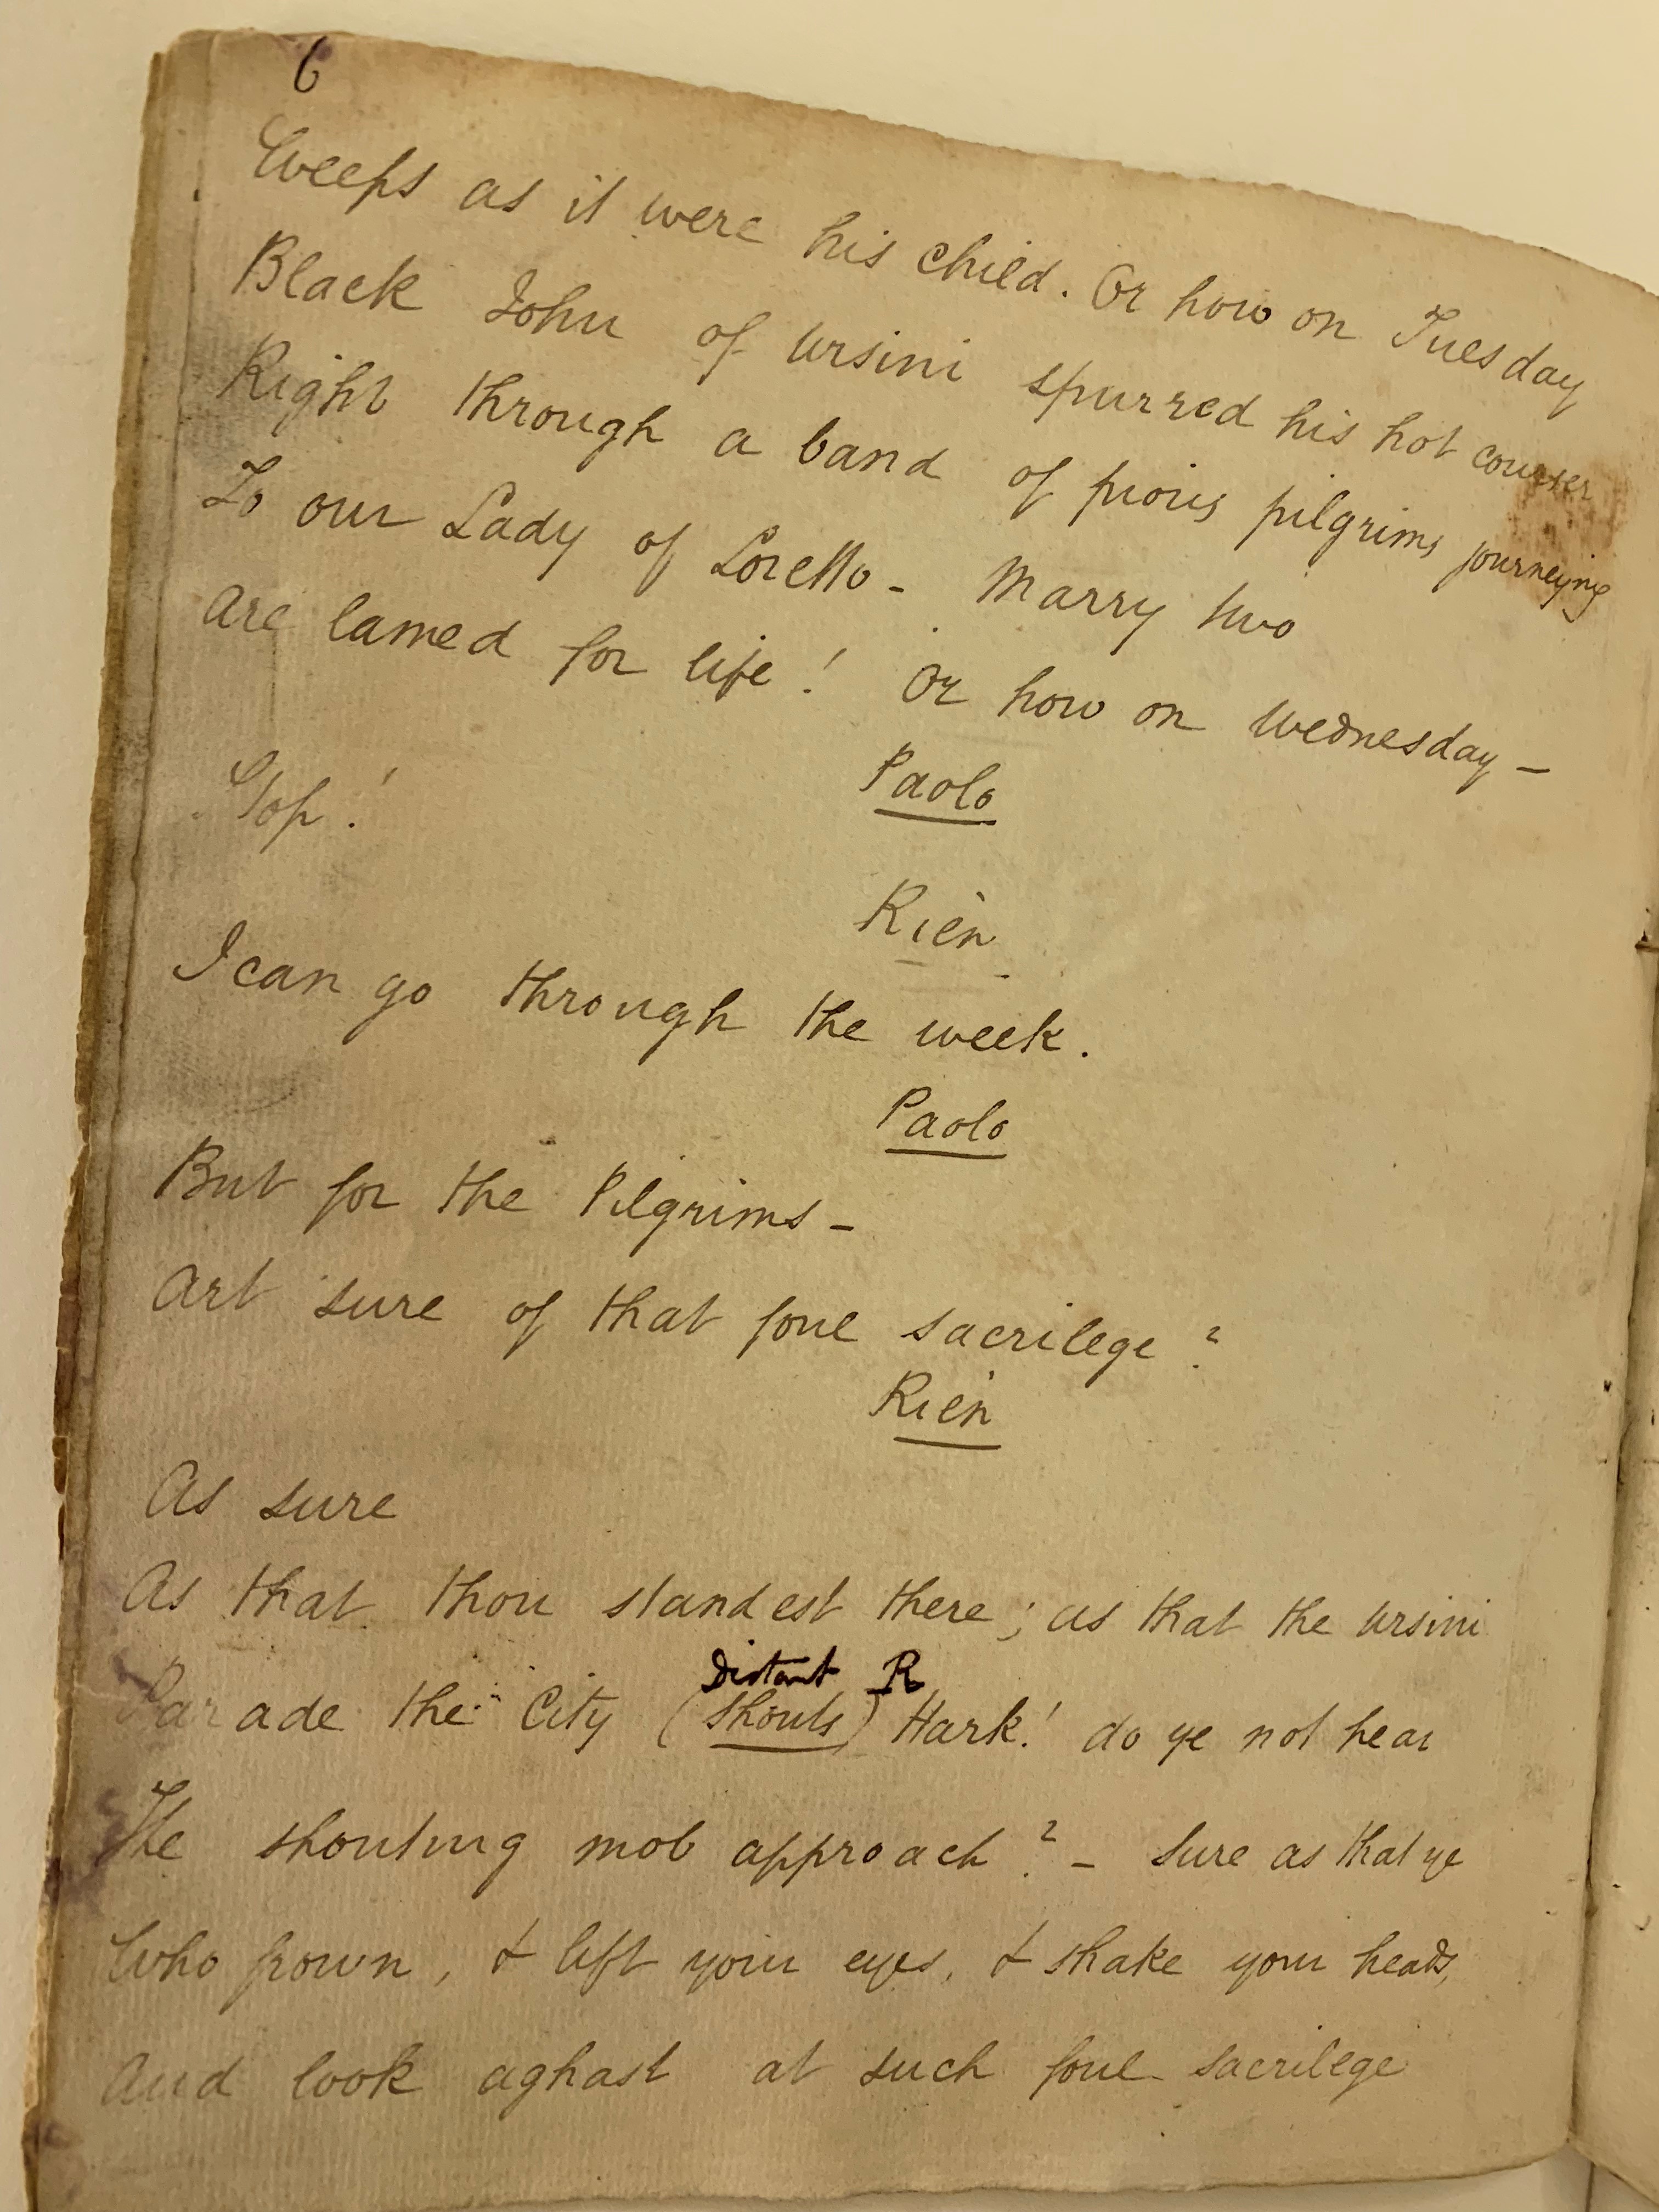 6
Weeps as it were his child. Or how on Tuesday
Black John of Ursini spurred his hot courser
Right through a band of pious pilgrims journeying
To our Lady of Loretto - Marry two
Are lamed for life! Or how on Wednesday -
Paolo
Stop!
Rien
I can go through the week.
Paolo
But for the Pilgrims -
Art sure of that foul sacrilege?
Rien
As sure
As that thou standest there; as that the Ursini
Distant R
Parade the City (Shouts) Hark! do ye not hear
The shouting mob approach? - Sure as that ye
Who frown, & lift your eyes, & shake your heads,
And look aghast at such foul sacrilege